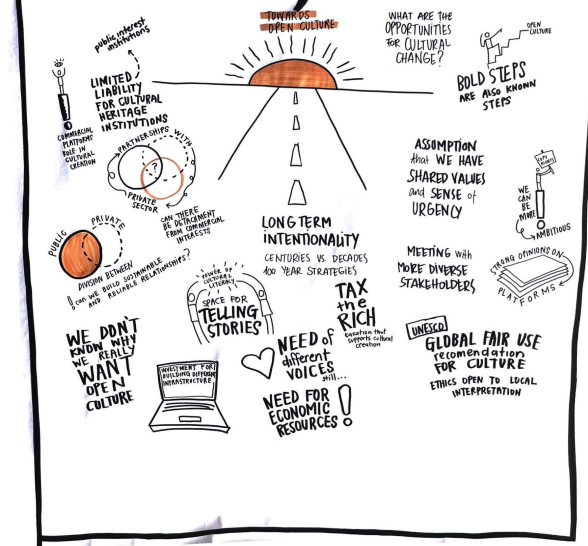 TOWARDS
OPEN CULTURE
WHAT ARE THE
OPPORTUNITIES
FOR CULTURAL
CHANGE?
OPEN
CULTURE
BOLD STEPS
ARE ALSO KNOWN
STEPS
public interest
institutions
LIMITED
LIABILITY
FOR CULTURAL
HERITAGE
INSTITUTIONS
COMMERCIAL
PLATFORMS
ROLE IN
CULTURAL
CREATION
PARTNERSHIPS WITH
?
PRIVATE
SECTOR
CAN THERE
BE DETACHMENT
FROM COMMERCIAL
INTERESTS
ASSUMPTION
that WE HAVE
SHARED VALUES
and SENSE of
URGENCY
WE
CAN
BE
MORE
AMBITIOUS
PUBLIC
PRIVATE
DIVISION BETWEEN
! CAN WE BUILD SUSTAINABLE
AND RELIABLE RELATIONSHIPS?
LONG TERM
INTENTIONALITY
CENTURIES VS. DECADES
100 YEAR STRATEGIES
MEETING with
MORE DIVERSE
STAKEHOLDERS
STRONG OPINIONS ON
PLATFORMS
POWER OF
CULTURAL
LITERACY
SPACE FOR
TELLING
STORIES
TAX
the
RICH
taxation that
supports cultural
creation
WE DON'T
KNOW WHY
WE REALLY
WANT
OPEN
CULTURE
INVESTMENT FOR
BUILDING DIFFERENT
INFRASTRUCTURE
NEED of
different
VOICES
still...
NEED FOR
ECONOMIC
RESOURCES!
UNESCO
GLOBAL FAIR USE
recomendation
FOR CULTURE
ETHICS OPEN TO LOCAL
INTERPRETATION